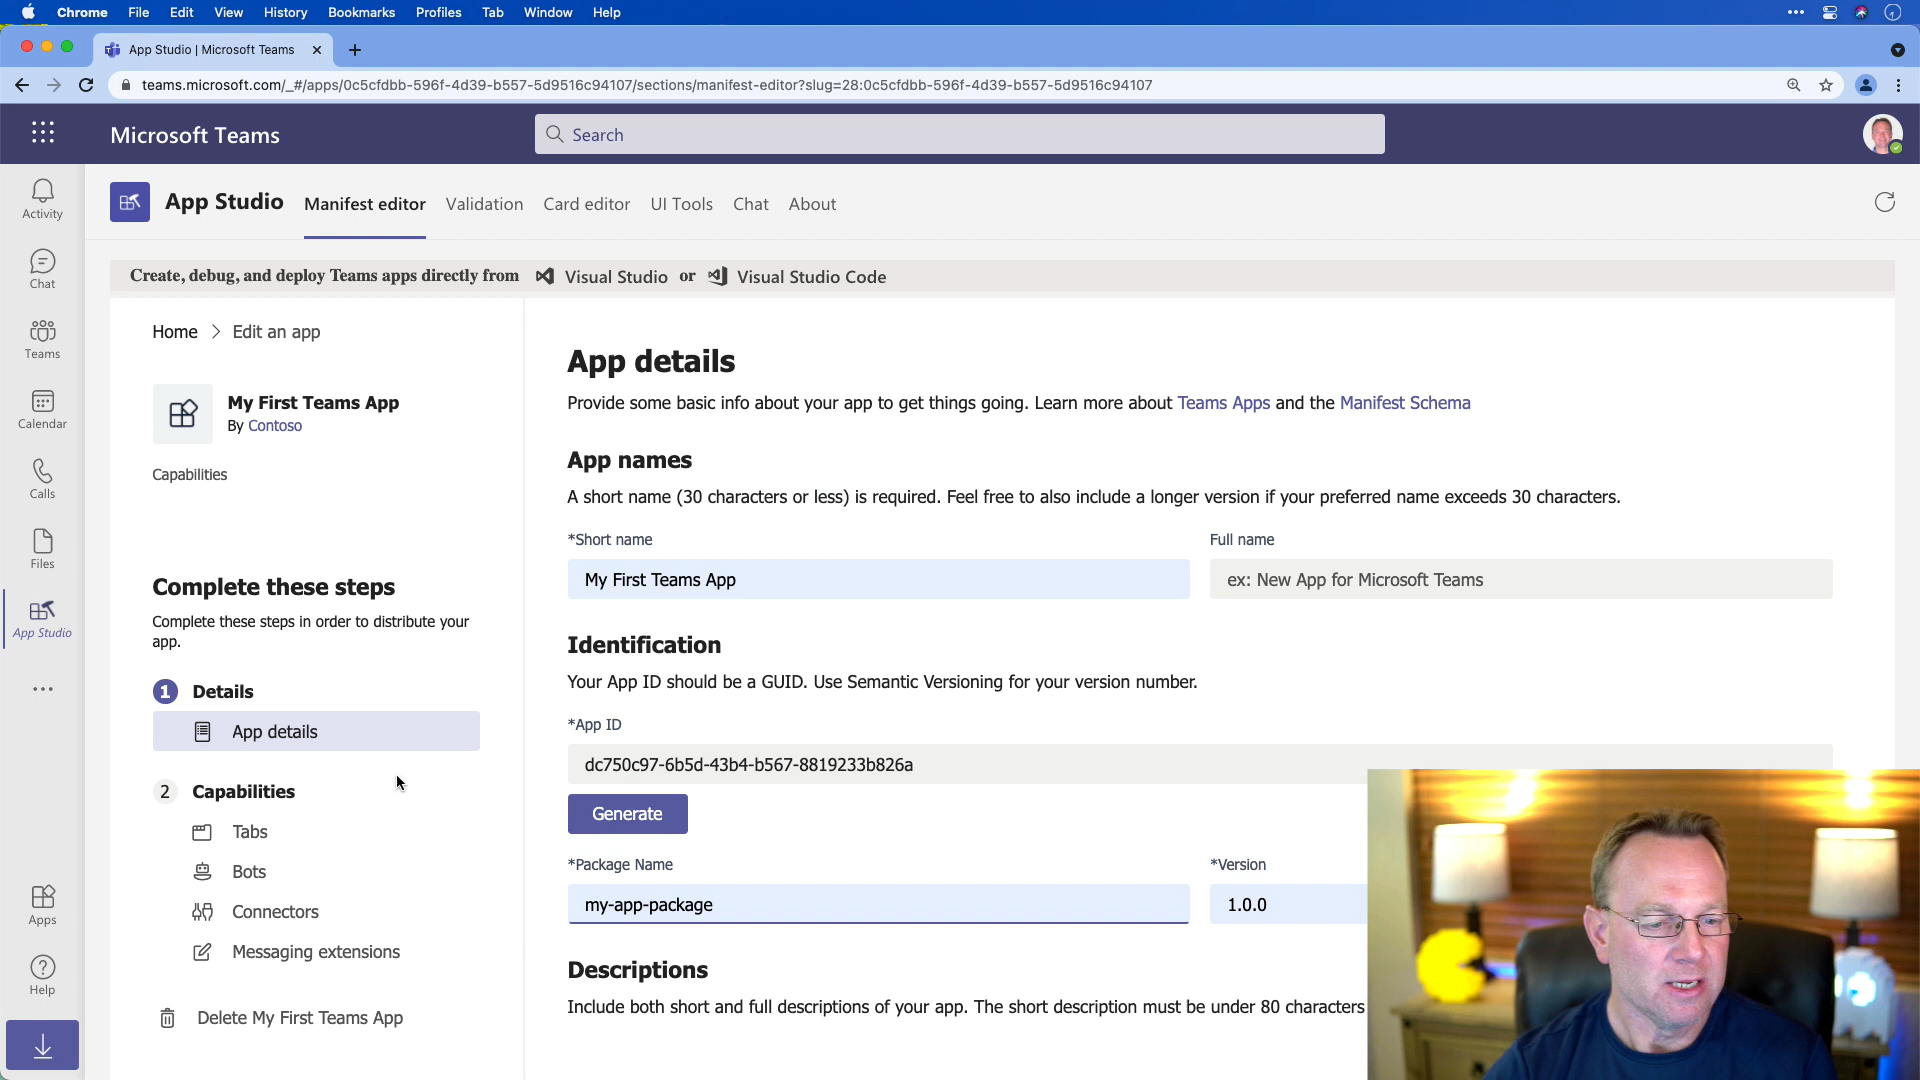 Chrome File Edit View History Bookmarks Profiles Tab Window Help
App Studio | Microsoft Teams
teams.microsoft.com/_#/apps/0c5cfdbb-596f-4d39-b557-5d9516c94107/sections/manifest-editor?slug=28:0c5cfdbb-596f-4d39-b557-5d9516c94107
Microsoft Teams
Search
Activity
Chat
Teams
Calendar
Calls
Files
App Studio
Apps
Help
App Studio Manifest editor Validation Card editor UI Tools Chat About
Create, debug, and deploy Teams apps directly from Visual Studio or Visual Studio Code
Home > Edit an app
My First Teams App
By Contoso
Capabilities
Complete these steps
Complete these steps in order to distribute your
app.
1 Details
App details
2 Capabilities
Tabs
Bots
Connectors
Messaging extensions
Delete My First Teams App
App details
Provide some basic info about your app to get things going. Learn more about Teams Apps and the Manifest Schema
App names
A short name (30 characters or less) is required. Feel free to also include a longer version if your preferred name exceeds 30 characters.
*Short name
My First Teams App
Full name
ex: New App for Microsoft Teams
Identification
Your App ID should be a GUID. Use Semantic Versioning for your version number.
*App ID
dc750c97-6b5d-43b4-b567-8819233b826a
Generate
*Package Name
my-app-package
*Version
1.0.0
Descriptions
Include both short and full descriptions of your app. The short description must be under 80 characters